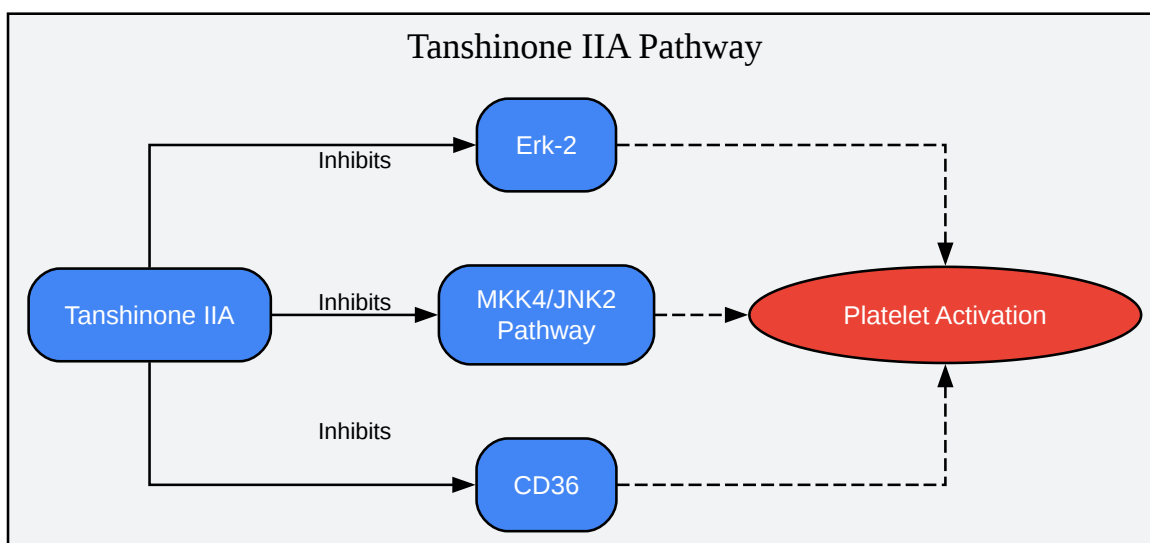 Tanshinone IIA Pathway
Erk-2
Inhibits
Tanshinone IIA
Inhibits
MKK4/JNK2
Pathway
Platelet Activation
Inhibits
CD36